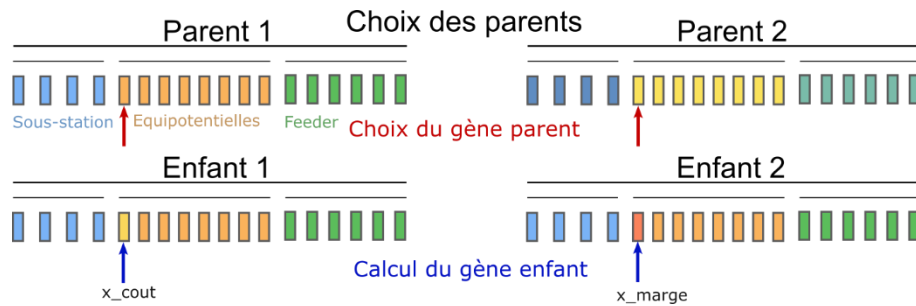 Choix des parents
Parent 1
Parent 2
Sous-station
Equipotentielles
Feeder
Choix du gène parent
Enfant 1
Enfant 2
Calcul du gène enfant
x_cout
x_marge